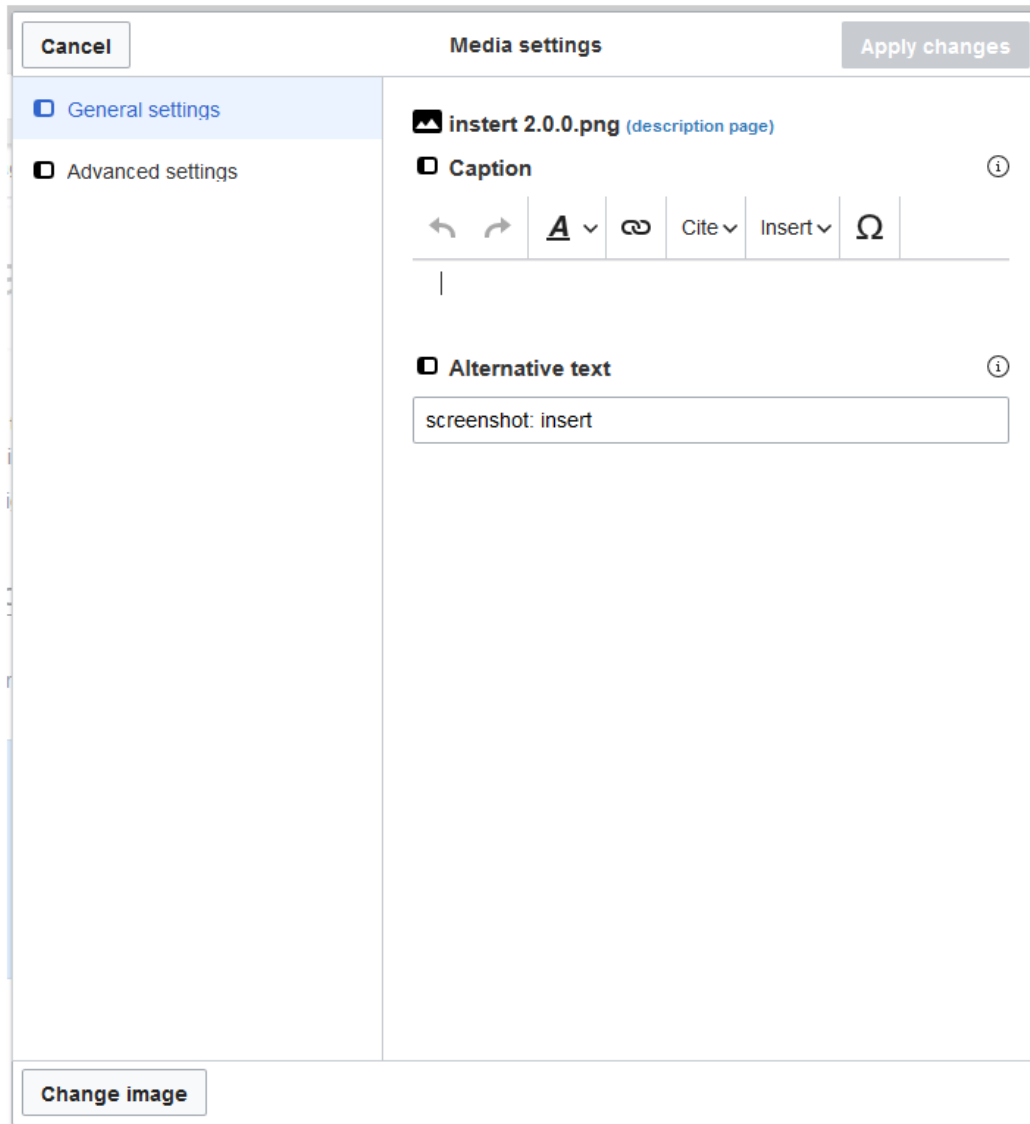 Cancel Media settings Apply changes
General settings
Advanced settings
instert 2.0.0.png (description page)
Caption
A Cite Insert Ω
Alternative text
screenshot: insert
Change image